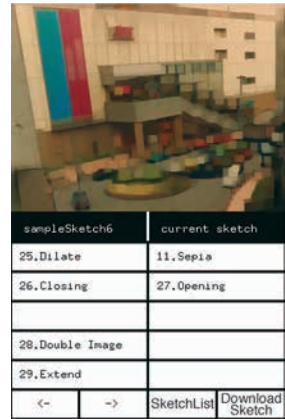 sampleSketch6 current sketch
25.Dilate 11.Sepia
26.Closing 27.Opening
28.Double Image
29.Extend
<- -> SketchList Download
Sketch